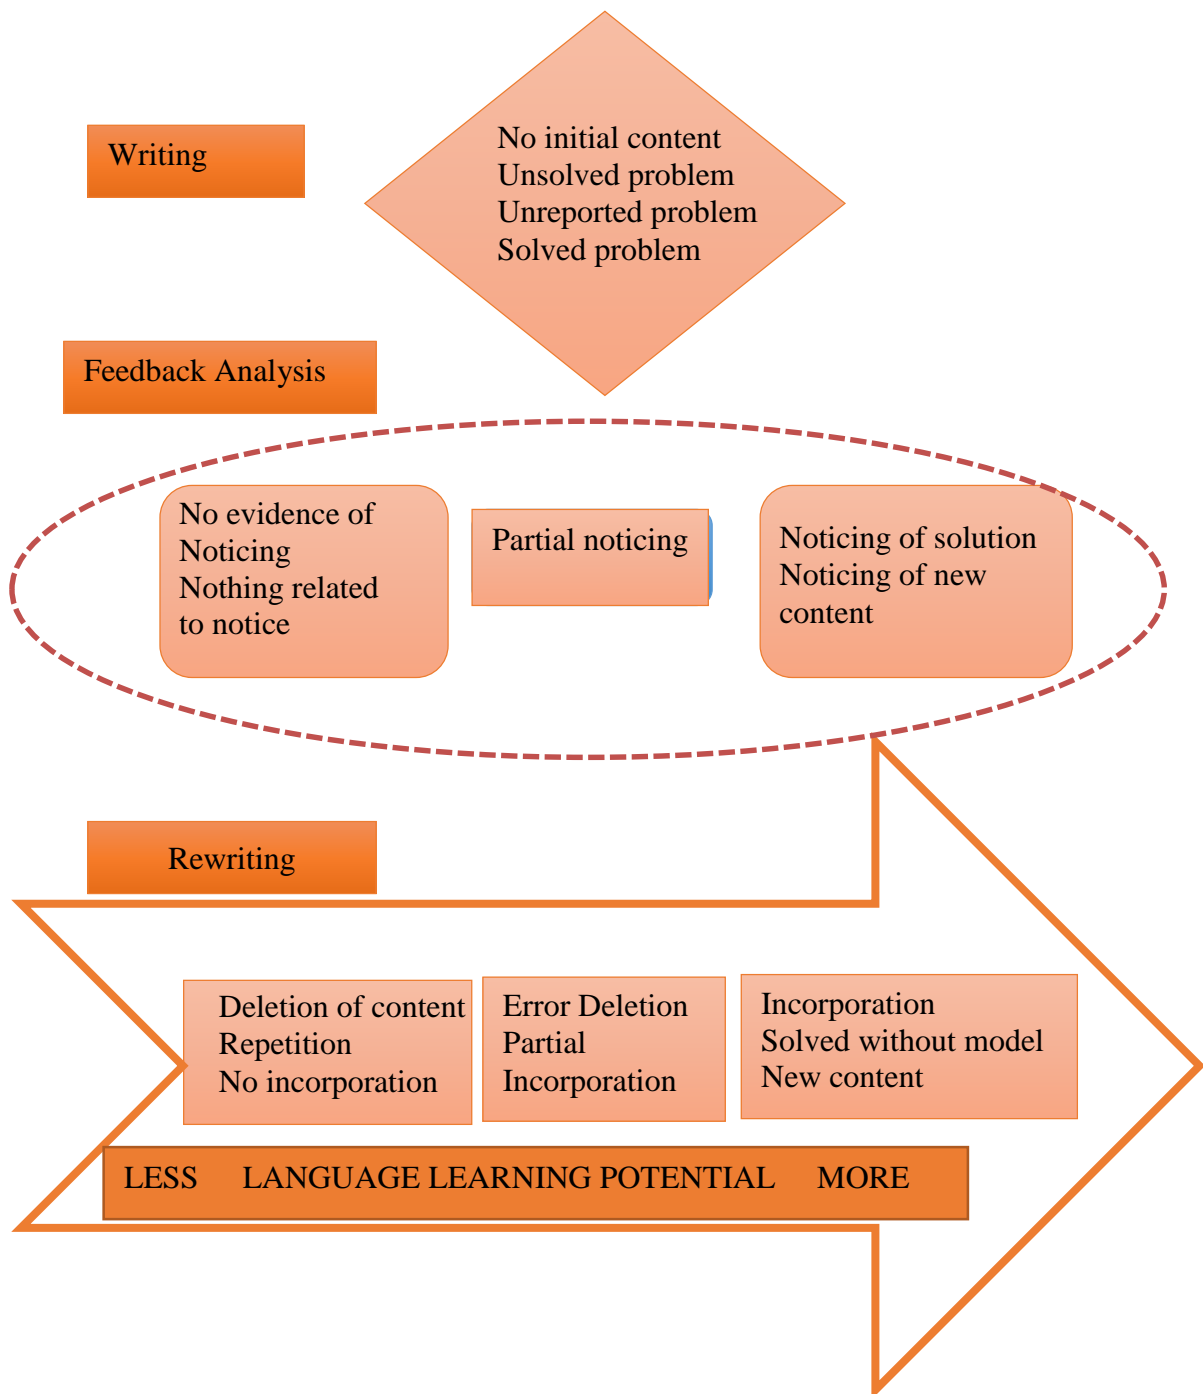 Writing
No initial content
Unsolved problem
Unreported problem
Solved problem
Feedback Analysis
No evidence of
Noticing
Nothing related
to notice
Partial noticing
Noticing of solution
Noticing of new
content
Rewriting
Deletion of content
Repetition
No incorporation
Error Deletion
Partial
Incorporation
Incorporation
Solved without model
New content
LESS LANGUAGE LEARNING POTENTIAL MORE